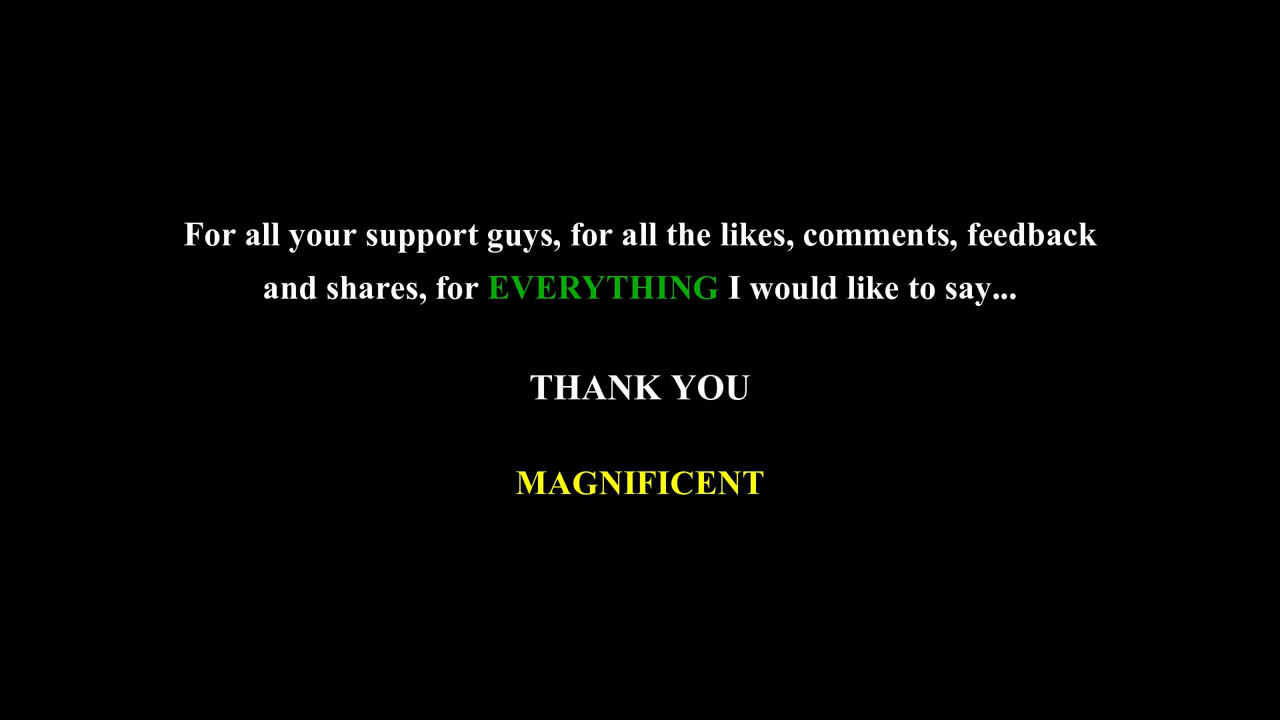 For all your support guys, for all the likes, comments, feedback
and shares, for EVERYTHING I would like to say...
THANK YOU
MAGNIFICENT